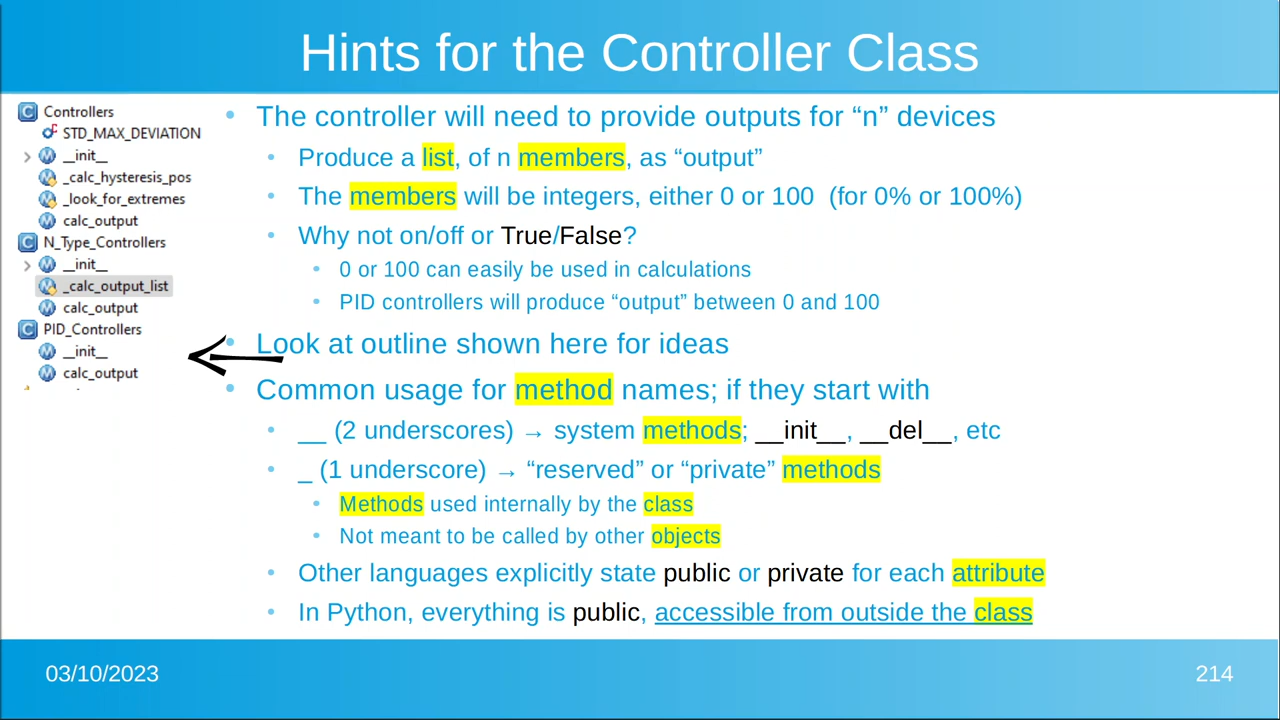 Hints for the Controller Class
Controllers
STD_MAX_DEVIATION
__init__
_calc_hysteresis_pos
_look_for_extremes
calc_output
N_Type_Controllers
__init__
_calc_output_list
calc_output
PID_Controllers
__init__
calc_output
• The controller will need to provide outputs for “n” devices
• Produce a list, of n members, as “output”
• The members will be integers, either 0 or 100 (for 0% or 100%)
• Why not on/off or True/False?
• 0 or 100 can easily be used in calculations
• PID controllers will produce “output” between 0 and 100
• Look at outline shown here for ideas
• Common usage for method names; if they start with
• __ (2 underscores) → system methods; __init__, __del__, etc
• _ (1 underscore) → “reserved” or “private” methods
• Methods used internally by the class
• Not meant to be called by other objects
• Other languages explicitly state public or private for each attribute
• In Python, everything is public, accessible from outside the class
03/10/2023
214